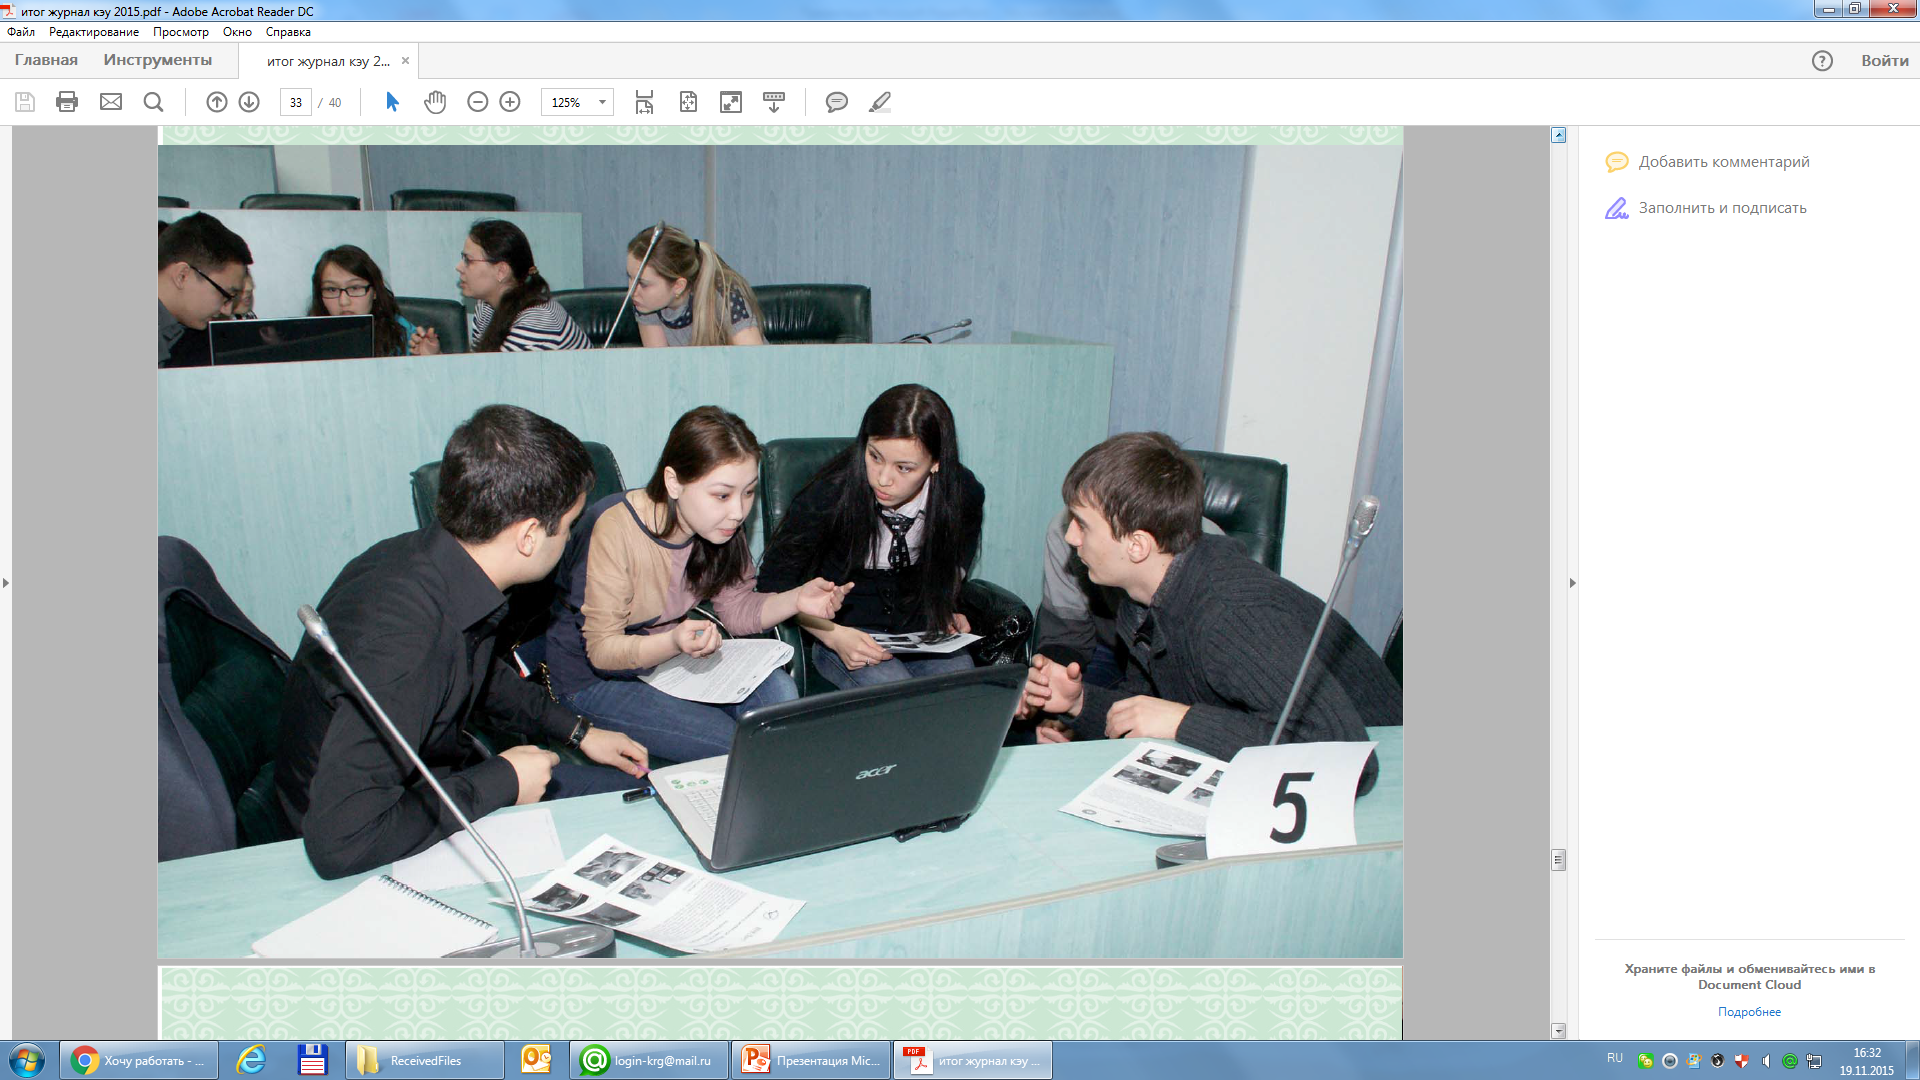 итог журнал кэу 2015.pdf - Adobe Acrobat Reader DC
Файл Редактирование Просмотр Окно Справка
Главная Инструменты итог журнал кэу 2... × ? Войти
33 / 40 125%
Добавить комментарий
Заполнить и подписать
acer
5
Храните файлы и обменивайтесь ими в
Document Cloud
Подробнее
Хочу работать - ... ReceivedFiles login-krg@mail.ru Презентация Mic... итог журнал кэу ... RU 16:32
19.11.2015